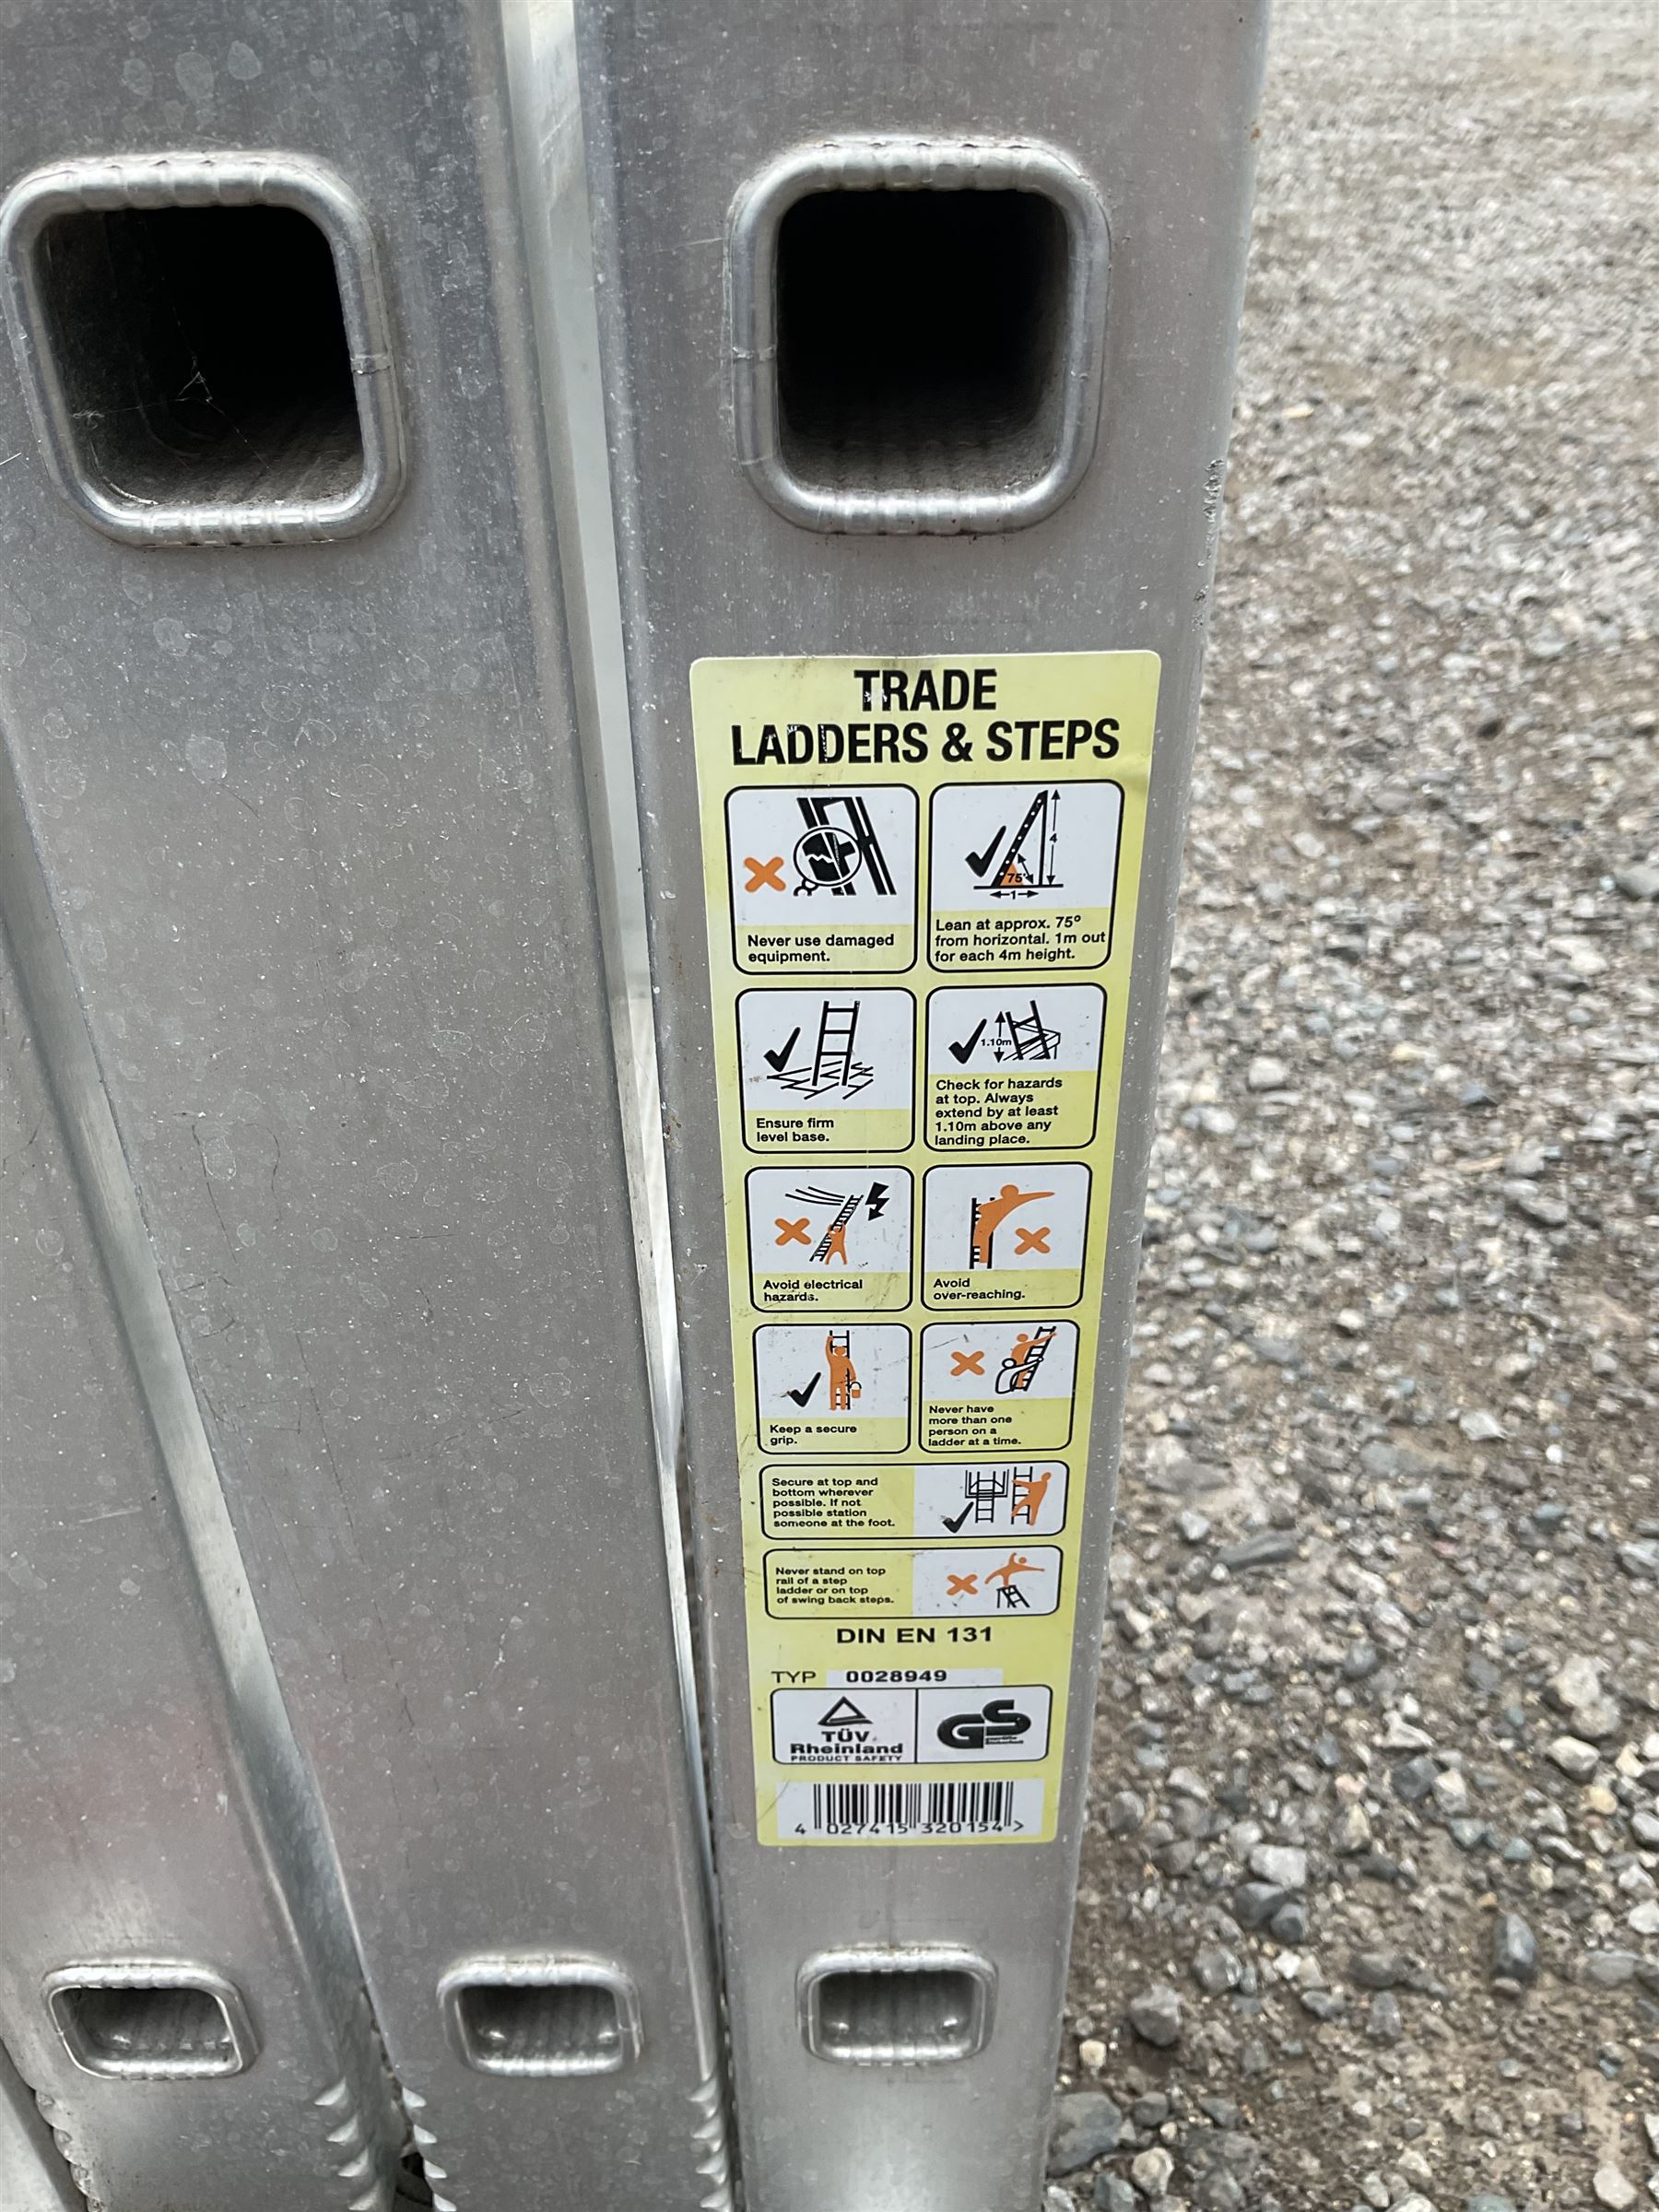 TRADE
LADDERS & STEPS
4
75°
1
Never use damaged
equipment.
Lean at approx. 75°
from horizontal. 1m out
for each 4m height.
1.10m
Ensure firm
level base.
Check for hazards
at top. Always
extend by at least
1.10m above any
landing place.
Avoid electrical
hazards.
Avoid
over-reaching.
Keep a secure
grip.
Never have
more than one
person on a
ladder at a time.
Secure at top and
bottom wherever
possible. If not
possible station
someone at the foot.
Never stand on top
rail of a step
ladder or on top
of swing back steps.
DIN EN 131
TYP 0028949
TÜV
Rheinland
PRODUCT SAFETY
GS
4 027415 320154 >